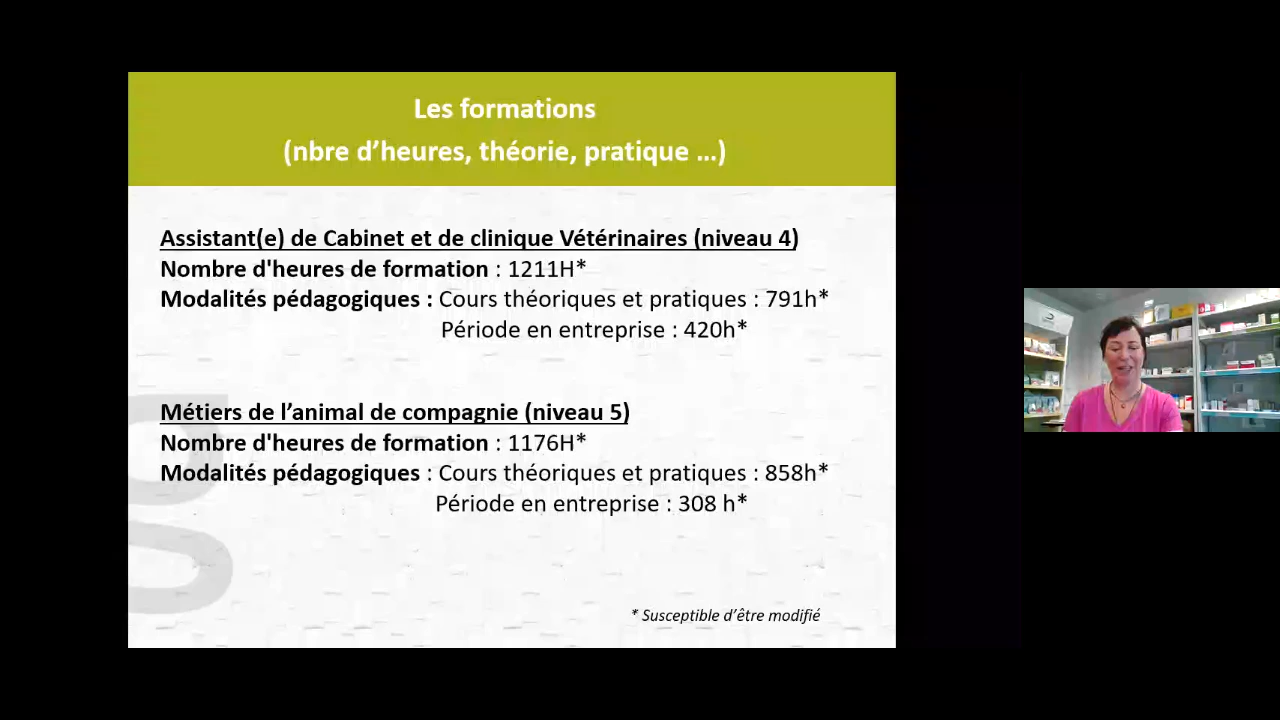 Les formations
(nbre d’heures, théorie, pratique …)
Assistant(e) de Cabinet et de clinique Vétérinaires (niveau 4)
Nombre d'heures de formation : 1211H*
Modalités pédagogiques : Cours théoriques et pratiques : 791h*
Période en entreprise : 420h*
Métiers de l’animal de compagnie (niveau 5)
Nombre d'heures de formation : 1176H*
Modalités pédagogiques : Cours théoriques et pratiques : 858h*
Période en entreprise : 308 h*
* Susceptible d’être modifié